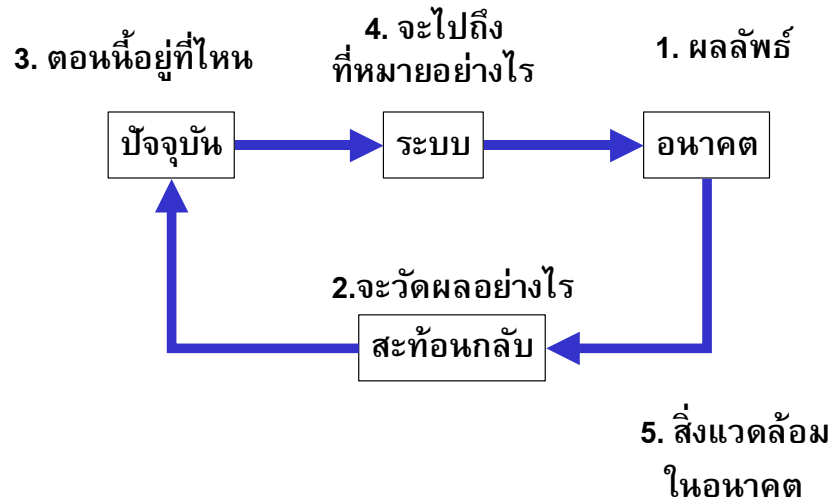 3. ตอนนี้อยู่ที่ไหน
4. จะไปถึง
ที่หมายอย่างไร
1. ผลลัพธ์
ปัจจุบัน
ระบบ
อนาคต
2.จะวัดผลอย่างไร
สะท้อนกลับ
5. สิ่งแวดล้อม
ในอนาคต